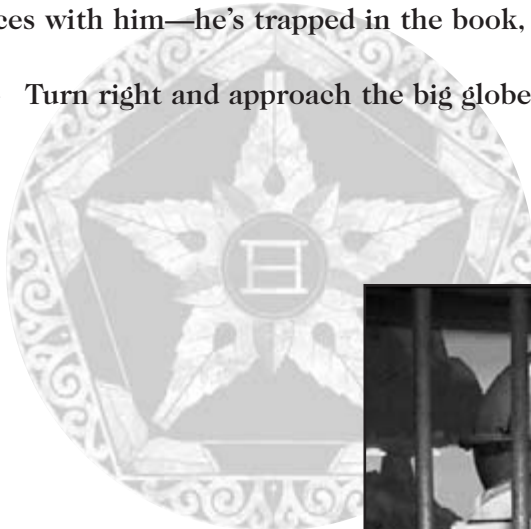 ces with him—he's trapped in the book,
Turn right and approach the big globe